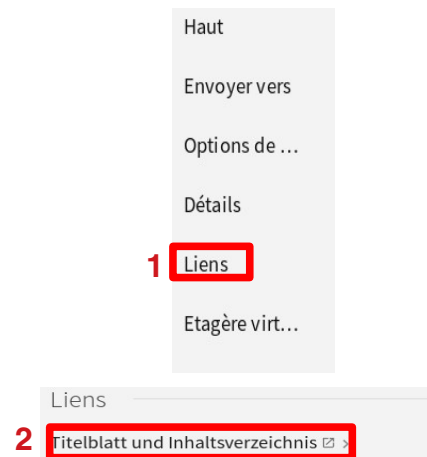 Haut
Envoyer vers
Options de ...
Détails
1 Liens
Etagère virt...
Liens
2 Titelblatt und Inhaltsverzeichnis